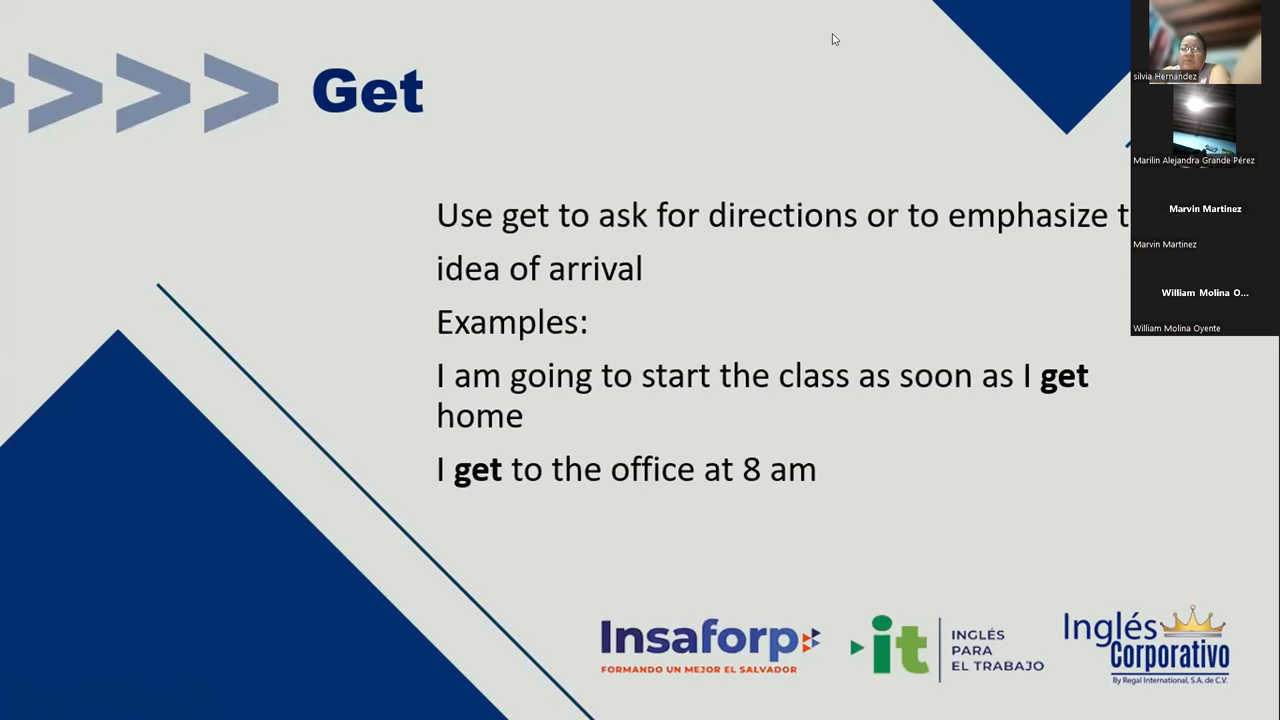 Get
Use get to ask for directions or to emphasize t
idea of arrival
Examples:
I am going to start the class as soon as I get
home
I get to the office at 8 am
silvia Hernández
Marilin Alejandra Grande Pérez
Marvin Martinez
Marvin Martinez
William Molina O...
William Molina Oyente
Insaforp
FORMANDO UN MEJOR EL SALVADOR
it
INGLÉS
PARA
EL TRABAJO
Inglés
Corporativo
By Regal International, S.A. de C.V.